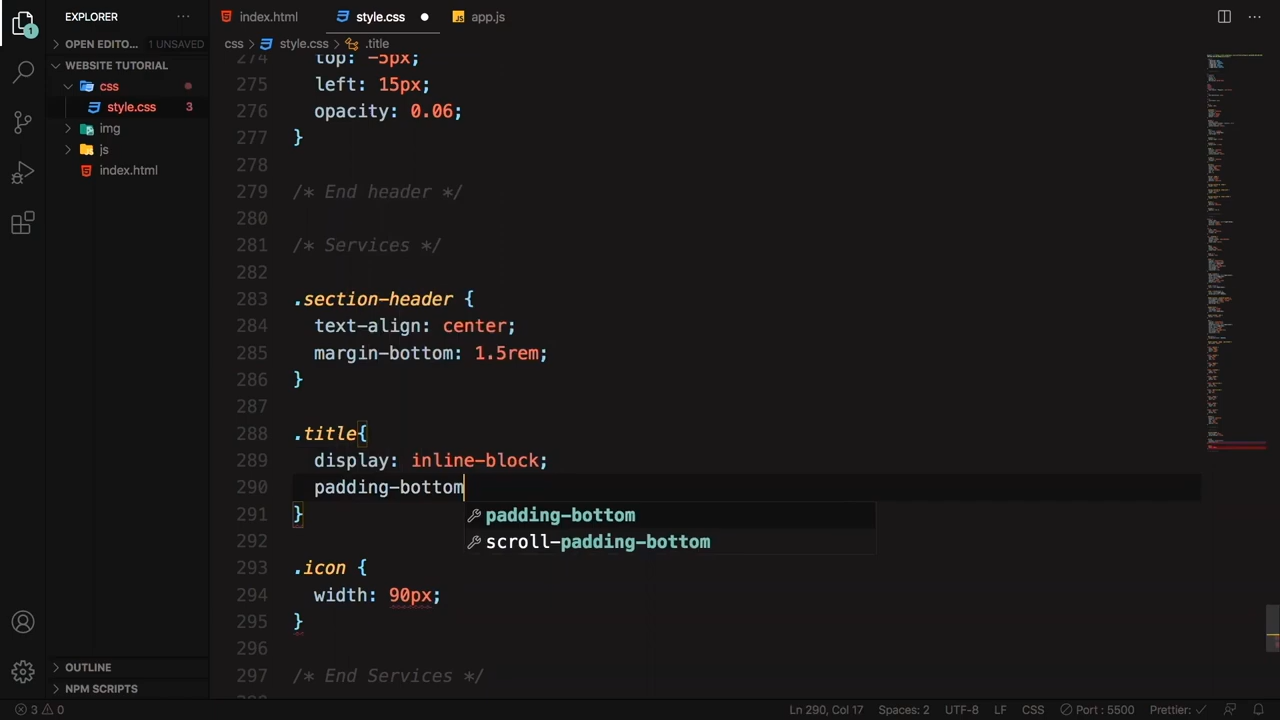 EXPLORER
index.html
style.css
app.js
1
OPEN EDITO...
1 UNSAVED
css
style.css
.title
WEBSITE TUTORIAL
css
style.css
3
img
js
index.html
274 top: -5px;
275 left: 15px;
276 opacity: 0.06;
277 }
278
279 /* End header */
280
281 /* Services */
282
283 .section-header {
284 text-align: center;
285 margin-bottom: 1.5rem;
286 }
287
288 .title{
289 display: inline-block;
290 padding-bottom
291 }
padding-bottom
292
scroll-padding-bottom
293 .icon {
294 width: 90px;
295 }
296
297 /* End Services */
OUTLINE
NPM SCRIPTS
3 0
Ln 290, Col 17
Spaces: 2
UTF-8
LF
CSS
Port : 5500
Prettier: